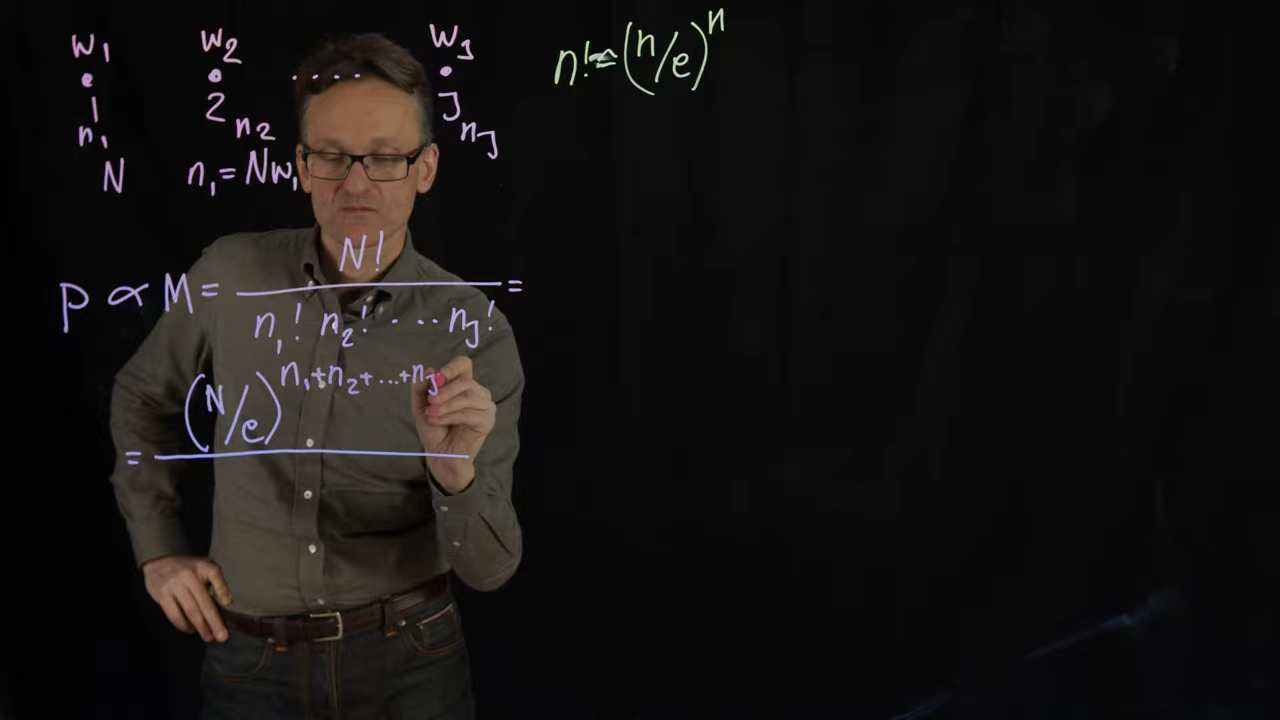 w₁ w₂ .... w_J
1 2 J
n₁ n₂ n_J
N n₁ = Nw₁
n! ≈ (n/e)ⁿ
p ∝ M = N! / (n₁! n₂! ... n_J!) =
= (N/e)^(n₁+n₂+...+n_J)